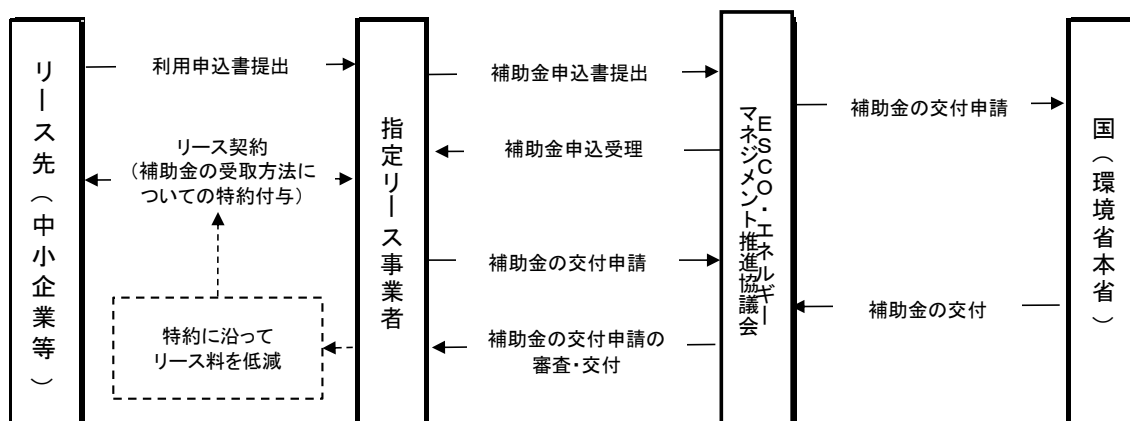 リース先（中小企業等）
利用申込書提出
リース契約
（補助金の受取方法に
ついての特約付与）
特約に沿って
リース料を低減
指定リース事業者
補助金申込書提出
補助金申込受理
補助金の交付申請
補助金の交付申請の
審査・交付
ESCO・エネルギー
マネジメント推進協議会
補助金の交付申請
補助金の交付
国（環境省本省）